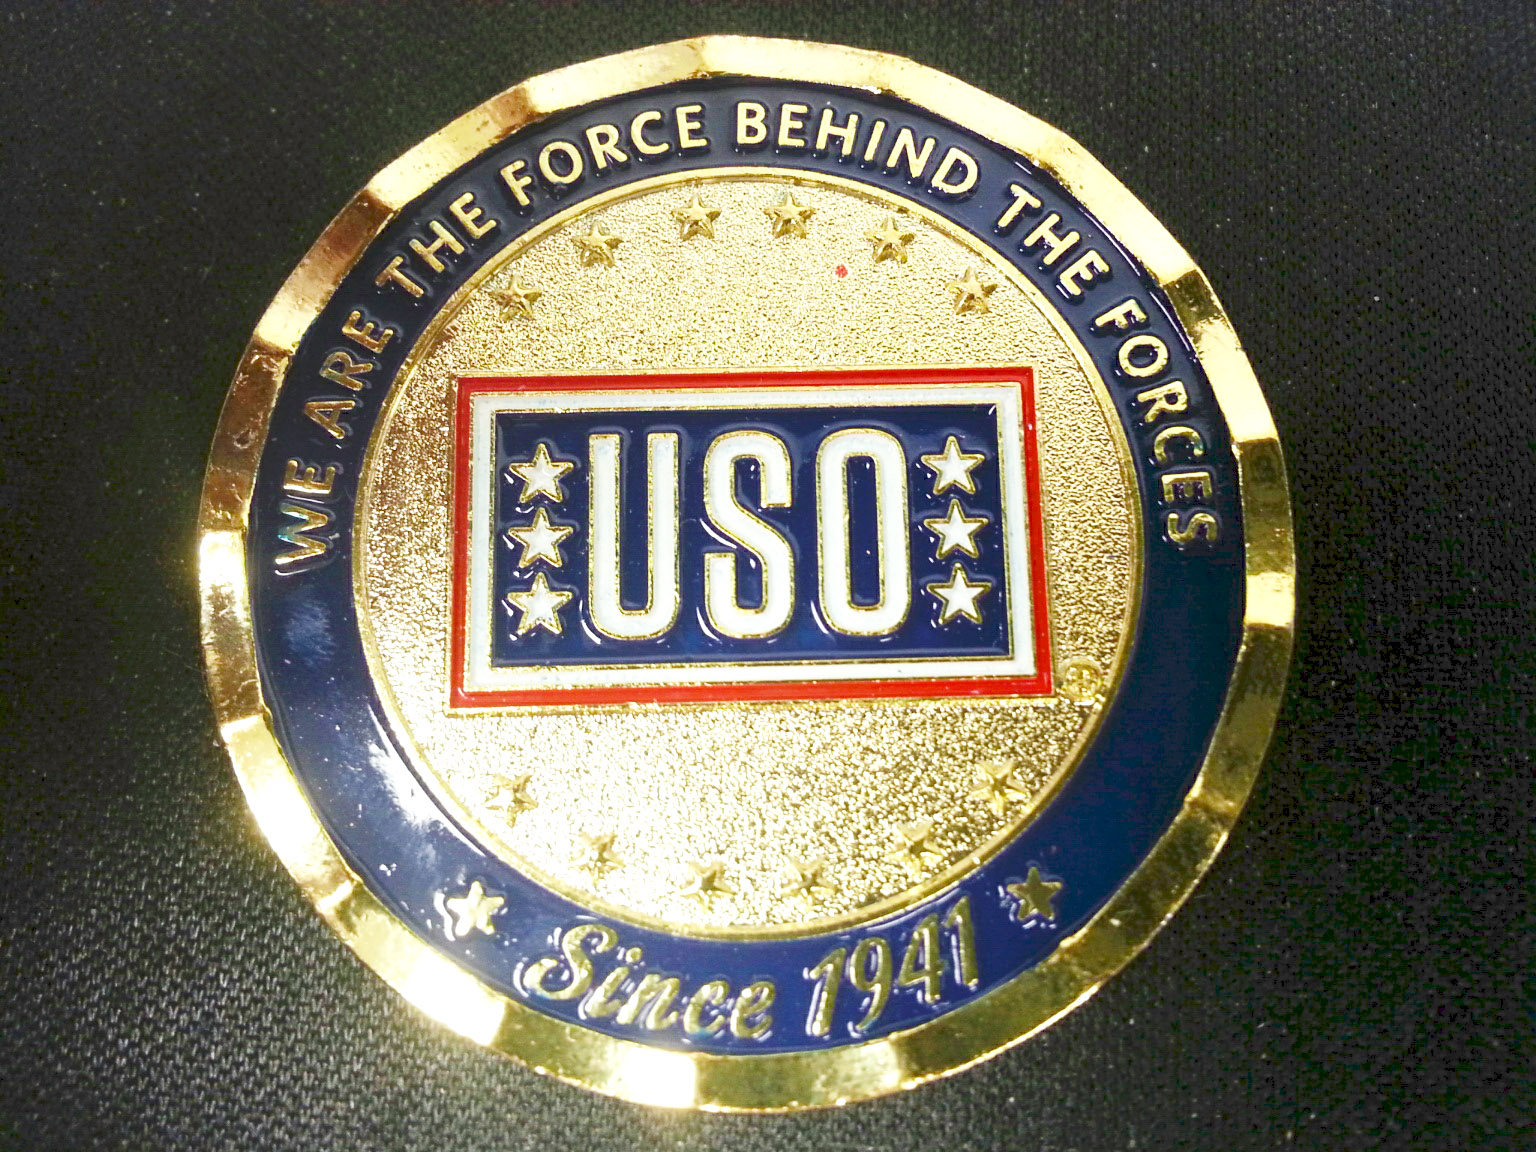 WE ARE THE FORCE BEHIND THE FORCES
USO
®
Since 1941